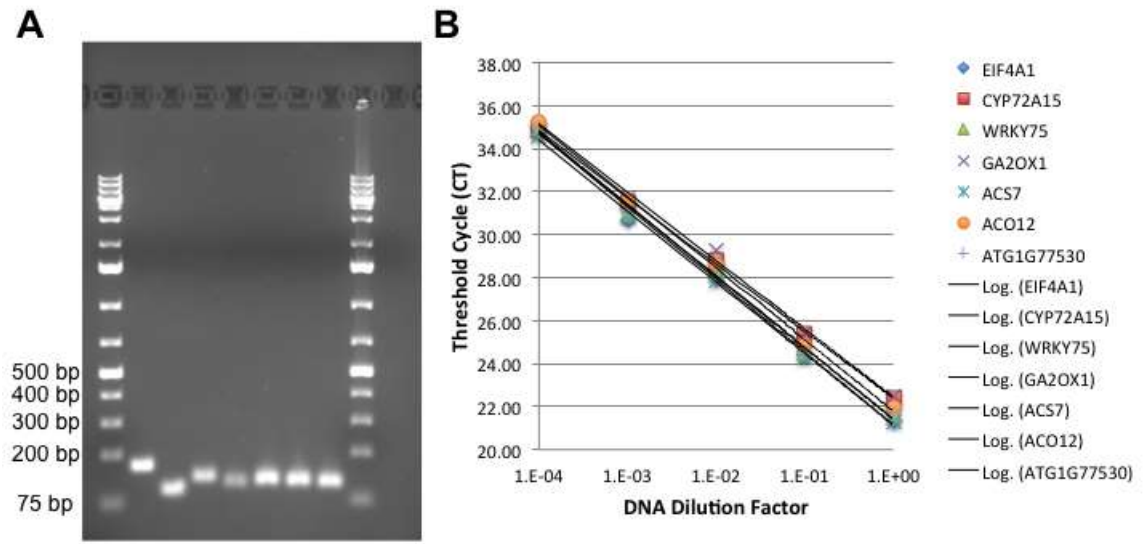 A
500 bp
400 bp
300 bp
200 bp
75 bp
B
Threshold Cycle (CT)
38.00
36.00
34.00
32.00
30.00
28.00
26.00
24.00
22.00
20.00
1.E-04 1.E-03 1.E-02 1.E-01 1.E+00
DNA Dilution Factor
EIF4A1
CYP72A15
WRKY75
GA2OX1
ACS7
ACO12
ATG1G77530
Log. (EIF4A1)
Log. (CYP72A15)
Log. (WRKY75)
Log. (GA2OX1)
Log. (ACS7)
Log. (ACO12)
Log. (ATG1G77530)